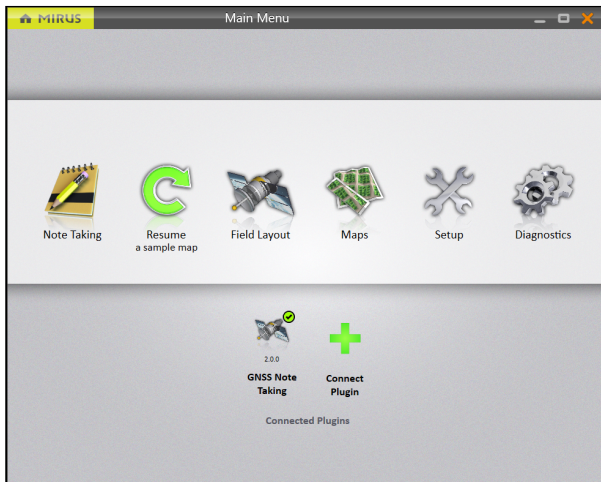 MIRUS
Main Menu
Note Taking
Resume
a sample map
Field Layout
Maps
Setup
Diagnostics
2.0.0
GNSS Note
Taking
Connect
Plugin
Connected Plugins